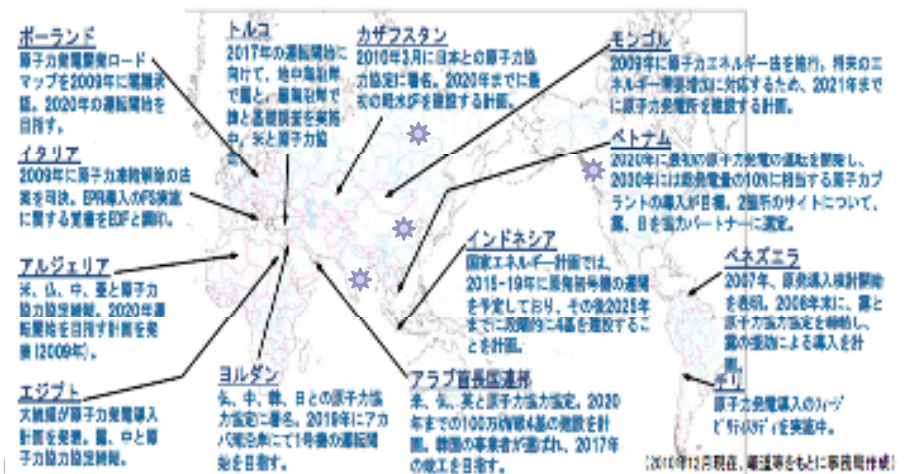 ポーランド
原子力発電開発ロード
マップを2009年に閣議承
認。2020年の運転開始を
目指す。
イタリア
2009年に原子力凍結解除の法
案を可決。EPR導入のFS実施
に関する覚書をEDFと調印。
アルジェリア
米、仏、中、亜と原子力
協力協定締結。2020年運
転開始を目指す計画を発
表(2009年)。
エジプト
大統領が原子力発電導入
計画を発表。露、中と原
子力協力協定締結。
トルコ
2017年の運転開始に
向けて、地中海沿岸
で露と、黒海沿岸で
韓と基礎調査を実施
中。米と原子力協
カザフスタン
2010年3月に日本との原子力協
力協定に署名。2020年までに最
初の軽水炉を建設する計画。
モンゴル
2009年に原子力エネルギー法を施行。将来のエ
ネルギー需要増加に対応するため、2021年まで
に原子力発電所を建設する計画。
ベトナム
2020年に最初の原子力発電の運転を開始し、
2030年には総発電量の10%に相当する原子力プ
ラントの導入が目標。2箇所のサイトについて、
露、日を協力パートナーに選定。
インドネシア
国家エネルギー計画では、
2015-19年に原発初号機の運開
を予定しており、その後2025年
までに段階的に4基を建設するこ
とを計画。
ベネズエラ
2007年、原発導入検討開始
を表明。2008年末に、露と
原子力協力協定を締結し、
露の援助による導入を計
画。
ヨルダン
仏、中、韓、日との原子力協
力協定に署名。2019年にアカ
バ湾沿岸にて1号機の運転開
始を目指す。
アラブ首長国連邦
米、仏、英と原子力協力協定。2020
年までの100万kW級4基の建設を計
画。韓国の事業者が選ばれ、2017年
の竣工を目指す。
チリ
原子力発電導入のフィージ
ビリティスタディを実施中。
(2010年12月現在、報道等をもとに事務局作成)